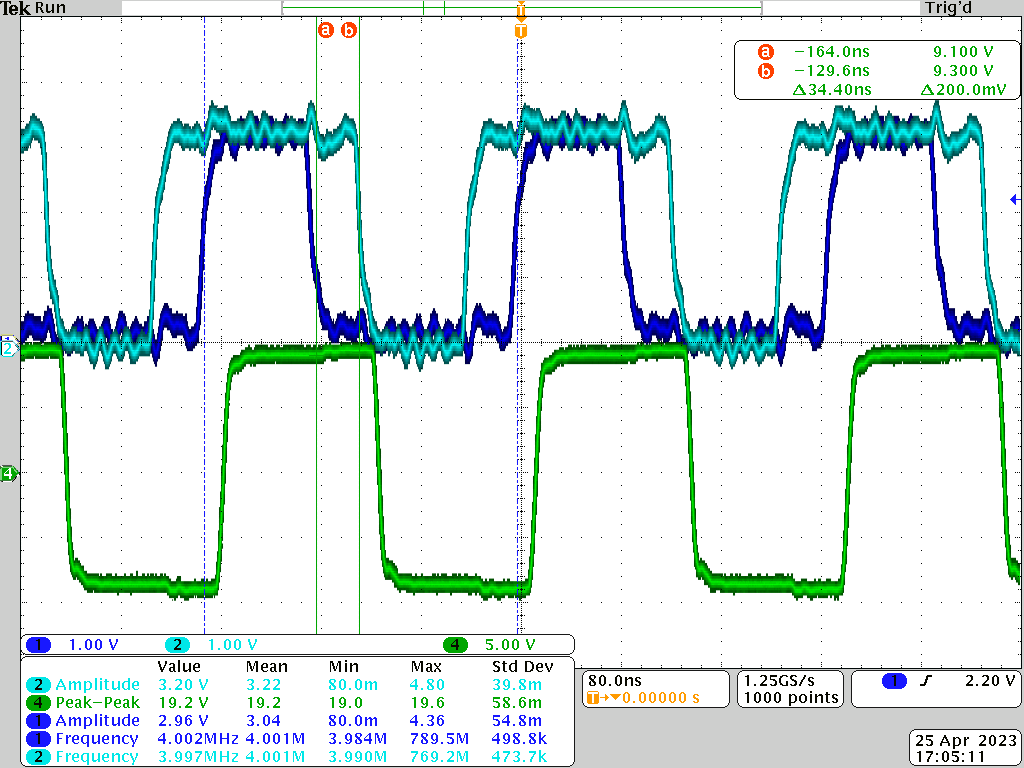 Tek Run Trig'd
T
a b T
a −164.0ns 9.100 V
b −129.6ns 9.300 V
Δ34.40ns Δ200.0mV
2
4
1 1.00 V 2 1.00 V 4 5.00 V
Value Mean Min Max Std Dev
2 Amplitude 3.20 V 3.22 80.0m 4.80 39.8m
4 Peak−Peak 19.2 V 19.2 19.0 19.6 58.6m
1 Amplitude 2.96 V 3.04 80.0m 4.36 54.8m
1 Frequency 4.002MHz 4.001M 3.984M 789.5M 498.8k
2 Frequency 3.997MHz 4.001M 3.990M 769.2M 473.7k
80.0ns
T→▼0.00000 s
1.25GS/s
1000 points
1 ƒ 2.20 V
25 Apr 2023
17:05:11